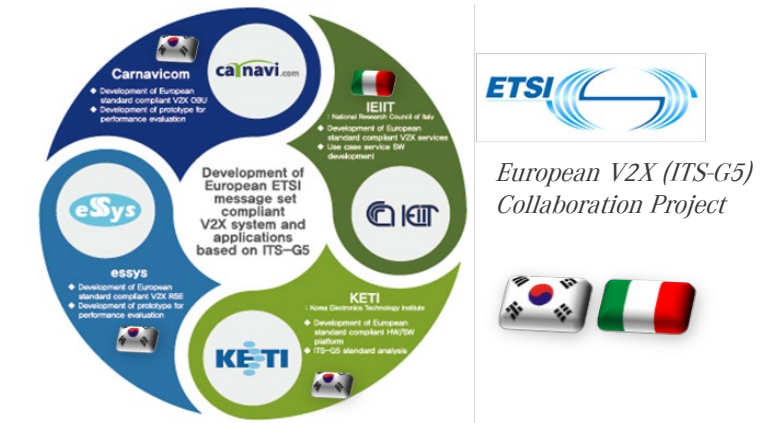 Carnavicom
◆ Development of European
standard compliant V2X OBU
◆ Development of prototype for
performance evaluation
carnavi.com
IEIIT
: National Research Council of Italy
◆ Development of European
standard compliant V2X services
◆ Use case service SW
development
IEIIT
eSSys
essys
◆ Development of European
standard compliant V2X RSE
◆ Development of prototype for
performance evaluation
Development of
European ETSI
message set
compliant
V2X system and
applications
based on ITS-G5
KETI
: Korea Electronics Technology Institute
◆ Development of European
standard compliant HW/SW
platform
◆ ITS-G5 standard analysis
KETI
ETSI
European V2X (ITS-G5)
Collaboration Project